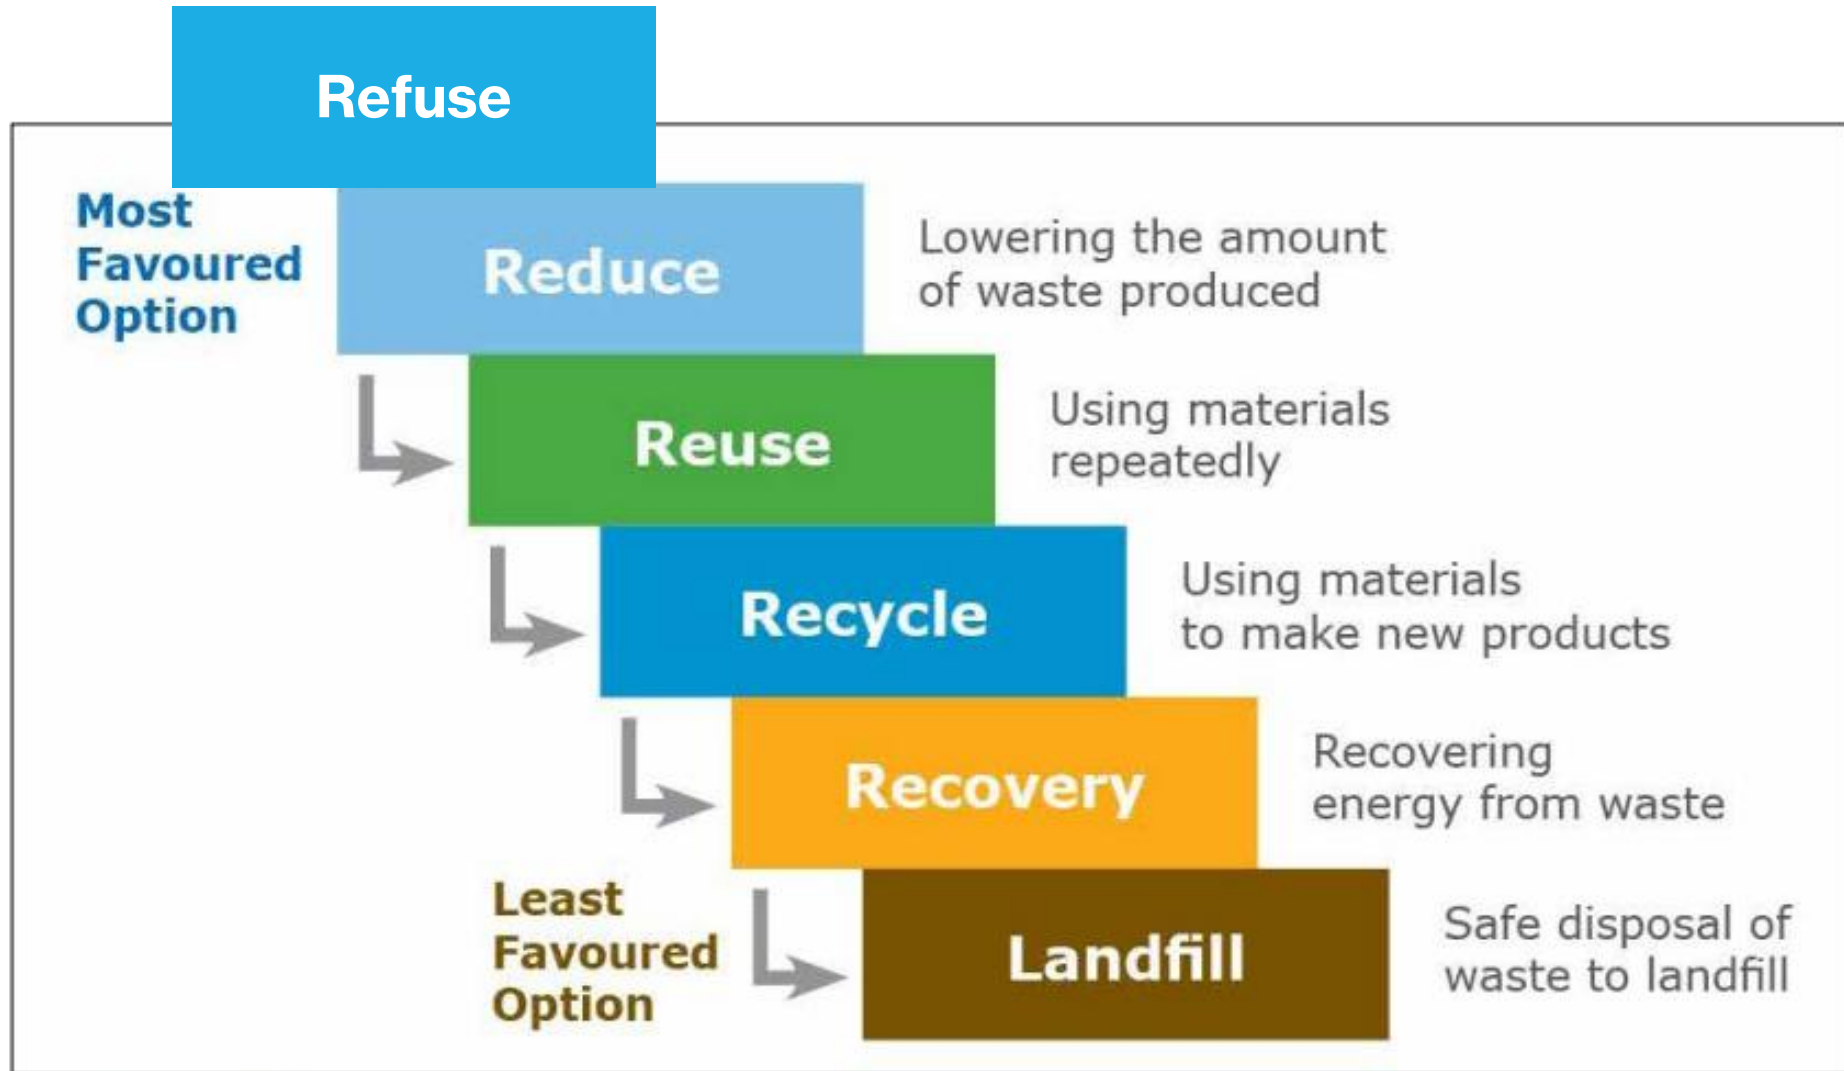 Refuse
Most
Favoured
Option
Reduce
Lowering the amount
of waste produced
Reuse
Using materials
repeatedly
Recycle
Using materials
to make new products
Recovery
Recovering
energy from waste
Least
Favoured
Option
Landfill
Safe disposal of
waste to landfill